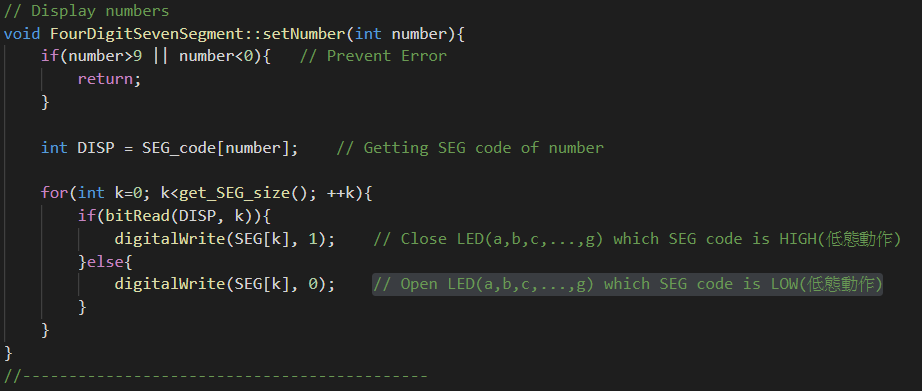 // Display numbers
void FourDigitSevenSegment::setNumber(int number){
    if(number>9 || number<0){   // Prevent Error
        return;
    }
    int DISP = SEG_code[number];    // Getting SEG code of number
    for(int k=0; k<get_SEG_size(); ++k){
        if(bitRead(DISP, k)){
            digitalWrite(SEG[k], 1);    // Close LED(a,b,c,...,g) which SEG code is HIGH(低態動作)
        }else{
            digitalWrite(SEG[k], 0);    // Open LED(a,b,c,...,g) which SEG code is LOW(低態動作)
        }
    }
}
//--------------------------------------------